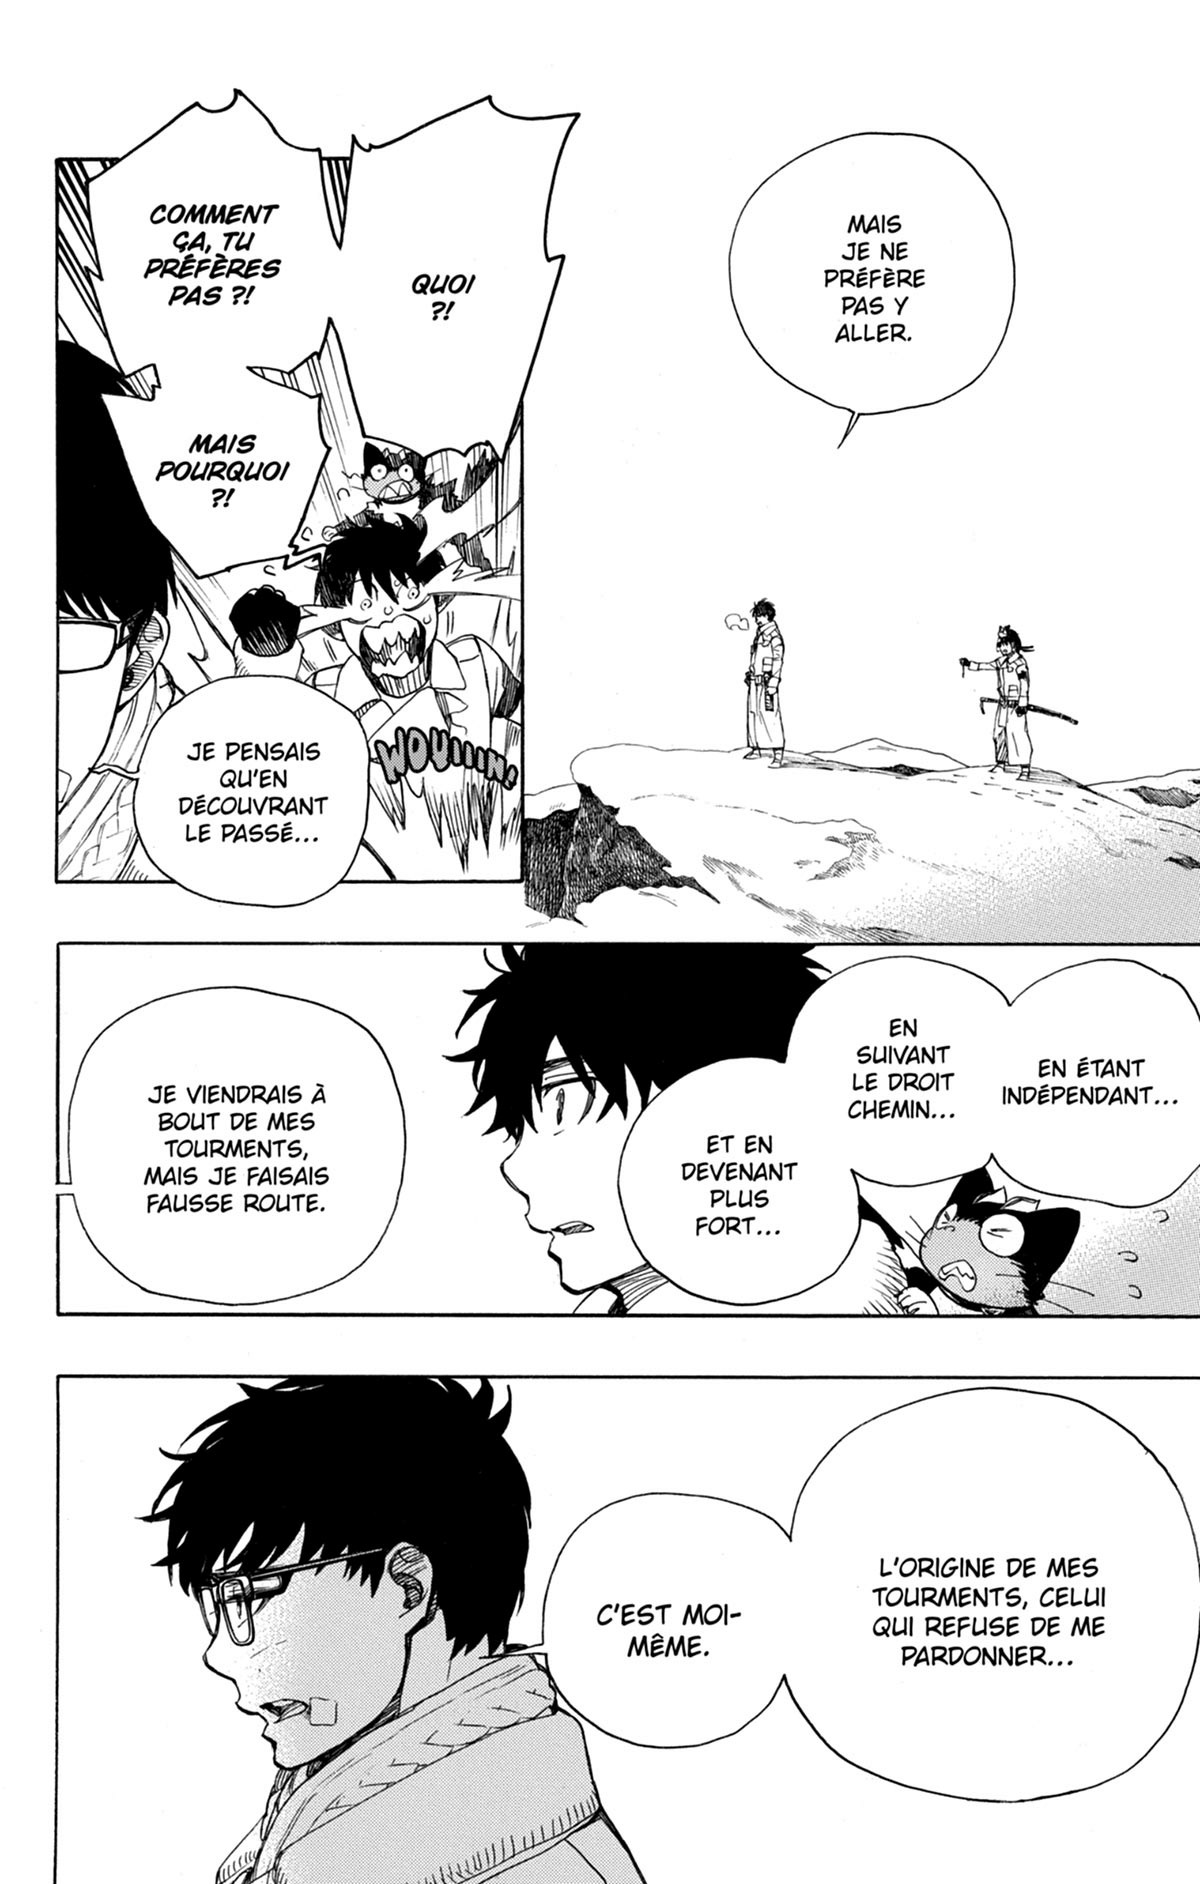 MAIS
JE NE
PRÉFÈRE
PAS Y
ALLER.
QUOI
?!
COMMENT
ÇA, TU
PRÉFÈRES
PAS ?!
MAIS
POURQUOI
?!
WOUIIIIN!
JE PENSAIS
QU'EN
DÉCOUVRANT
LE PASSÉ...
EN ÉTANT
INDÉPENDANT...
EN
SUIVANT
LE DROIT
CHEMIN...
ET EN
DEVENANT
PLUS
FORT...
JE VIENDRAIS À
BOUT DE MES
TOURMENTS,
MAIS JE FAISAIS
FAUSSE ROUTE.
L'ORIGINE DE MES
TOURMENTS, CELUI
QUI REFUSE DE ME
PARDONNER...
C'EST MOI-
MÊME.